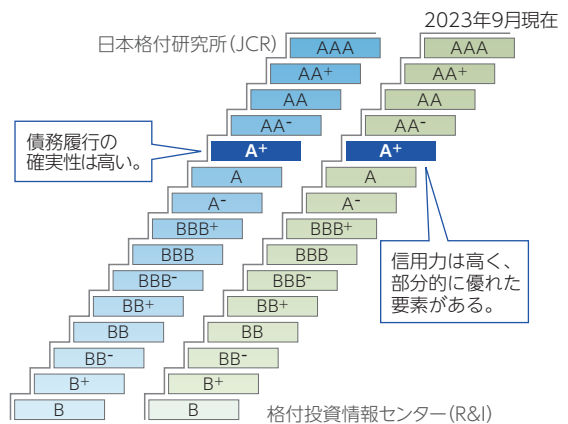 2023年9月現在
日本格付研究所(JCR)
AAA
AA+
AA
AA-
A+
A
A-
BBB+
BBB
BBB-
BB+
BB
BB-
B+
B
債務履行の
確実性は高い。
AAA
AA+
AA
AA-
A+
A
A-
BBB+
BBB
BBB-
BB+
BB
BB-
B+
B
信用力は高く、
部分的に優れた
要素がある。
格付投資情報センター(R&I)